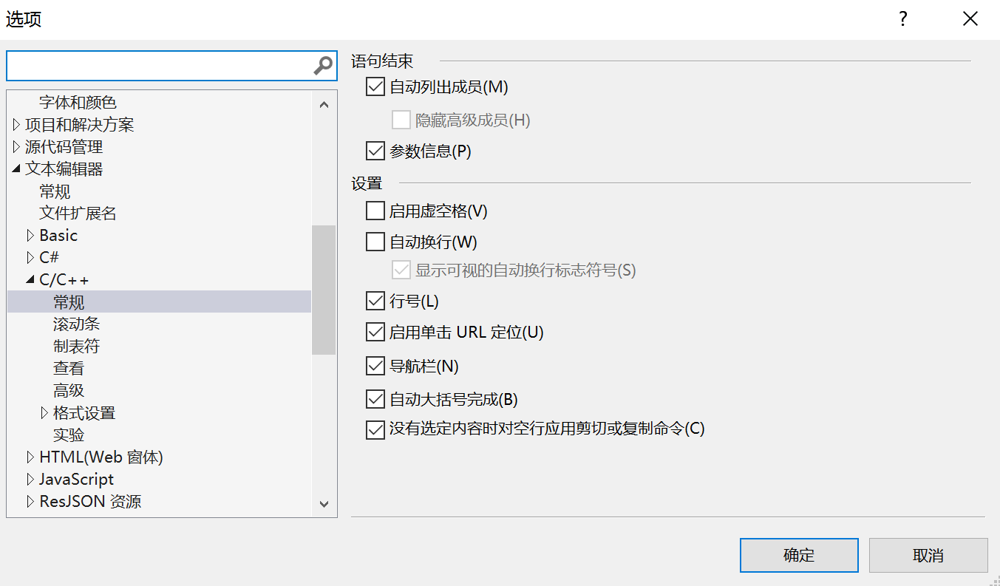 选项
?
字体和颜色
项目和解决方案
源代码管理
文本编辑器
常规
文件扩展名
Basic
C#
C/C++
常规
滚动条
制表符
查看
高级
格式设置
实验
HTML(Web 窗体)
JavaScript
ResJSON 资源
语句结束
自动列出成员(M)
隐藏高级成员(H)
参数信息(P)
设置
启用虚空格(V)
自动换行(W)
显示可视的自动换行标志符号(S)
行号(L)
启用单击 URL 定位(U)
导航栏(N)
自动大括号完成(B)
没有选定内容时对空行应用剪切或复制命令(C)
确定
取消